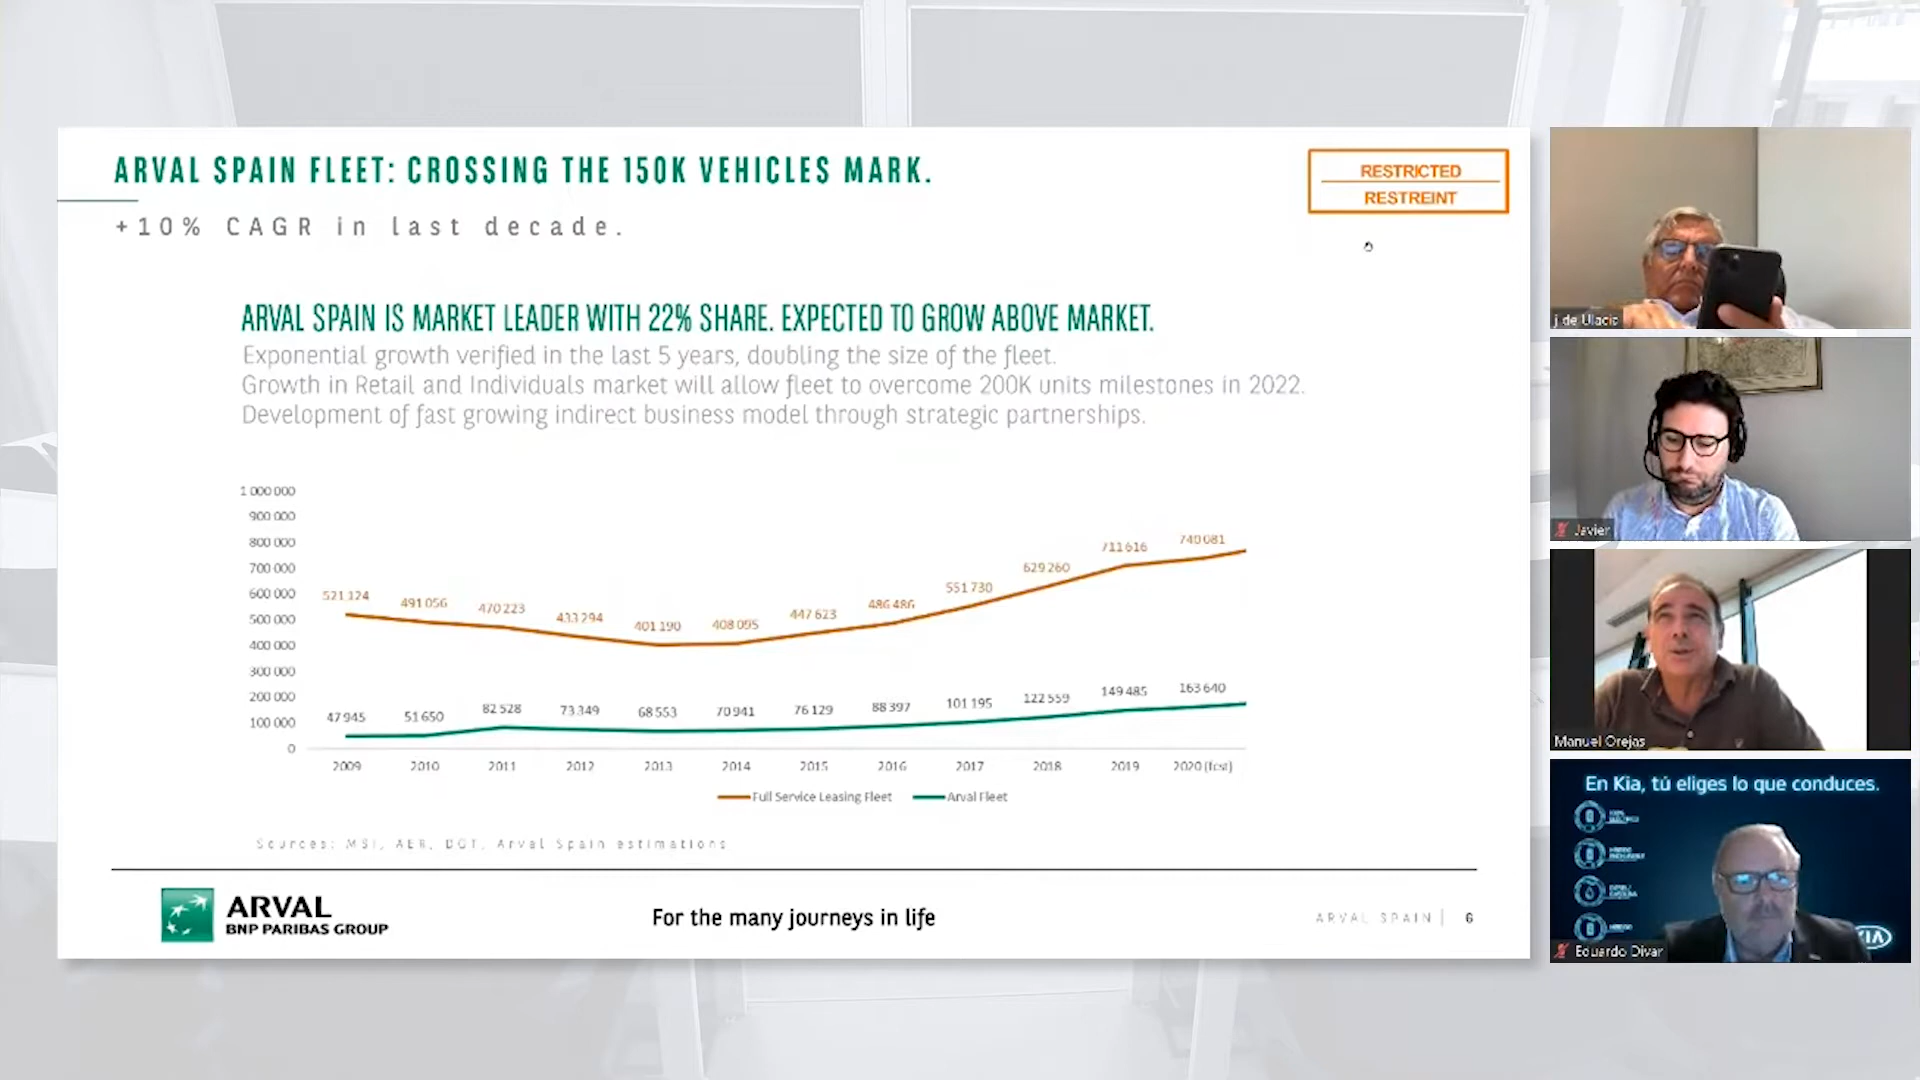 ARVAL SPAIN FLEET: CROSSING THE 150K VEHICLES MARK.
+10% CAGR in last decade.
RESTRICTED
RESTREINT
ARVAL SPAIN IS MARKET LEADER WITH 22% SHARE. EXPECTED TO GROW ABOVE MARKET.
Exponential growth verified in the last 5 years, doubling the size of the fleet.
Growth in Retail and Individuals market will allow fleet to overcome 200K units milestones in 2022.
Development of fast growing indirect business model through strategic partnerships.
1 000 000
900 000
800 000
700 000
600 000
500 000
400 000
300 000
200 000
100 000
0
521 124 491 056 470 223 433 294 401 190 408 095 447 623 486 486 551 730 629 260 711 616 740 081
47 945 51 650 82 528 73 349 68 553 70 941 76 129 88 397 101 195 122 559 149 485 163 640
2009 2010 2011 2012 2013 2014 2015 2016 2017 2018 2019 2020 (fcst)
Full Service Leasing Fleet Arval Fleet
Sources: MSI, AER, DGT, Arval Spain estimations
ARVAL
BNP PARIBAS GROUP
For the many journeys in life
ARVAL SPAIN | 6
j de Ulacia
Javier
Manuel Orejas
En Kia, tú eliges lo que conduces.
KIA
Eduardo Divar